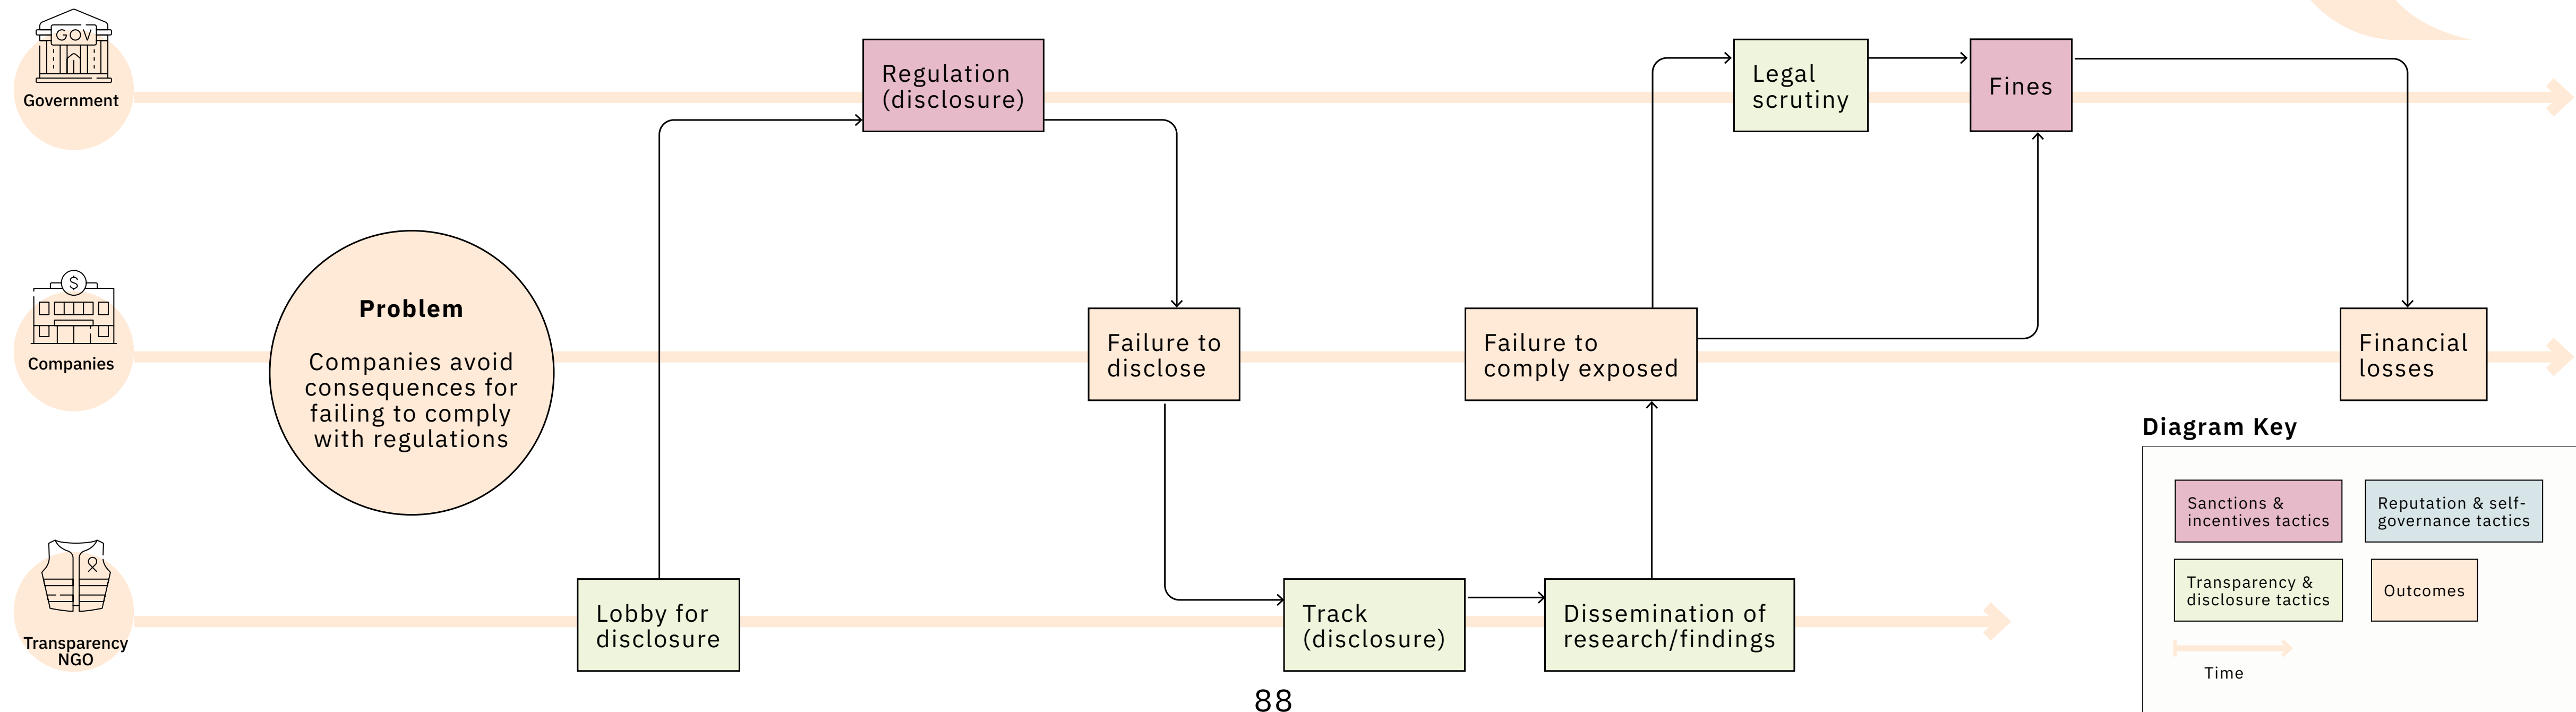 GOV
Government
Regulation
(disclosure)
Legal
scrutiny
Fines
$
Companies
Problem
Companies avoid
consequences for
failing to comply
with regulations
Failure to
disclose
Failure to
comply exposed
Financial
losses
Transparency
NGO
Lobby for
disclosure
Track
(disclosure)
Dissemination of
research/findings
Diagram Key
Sanctions &
incentives tactics
Reputation & self-
governance tactics
Transparency &
disclosure tactics
Outcomes
Time
88